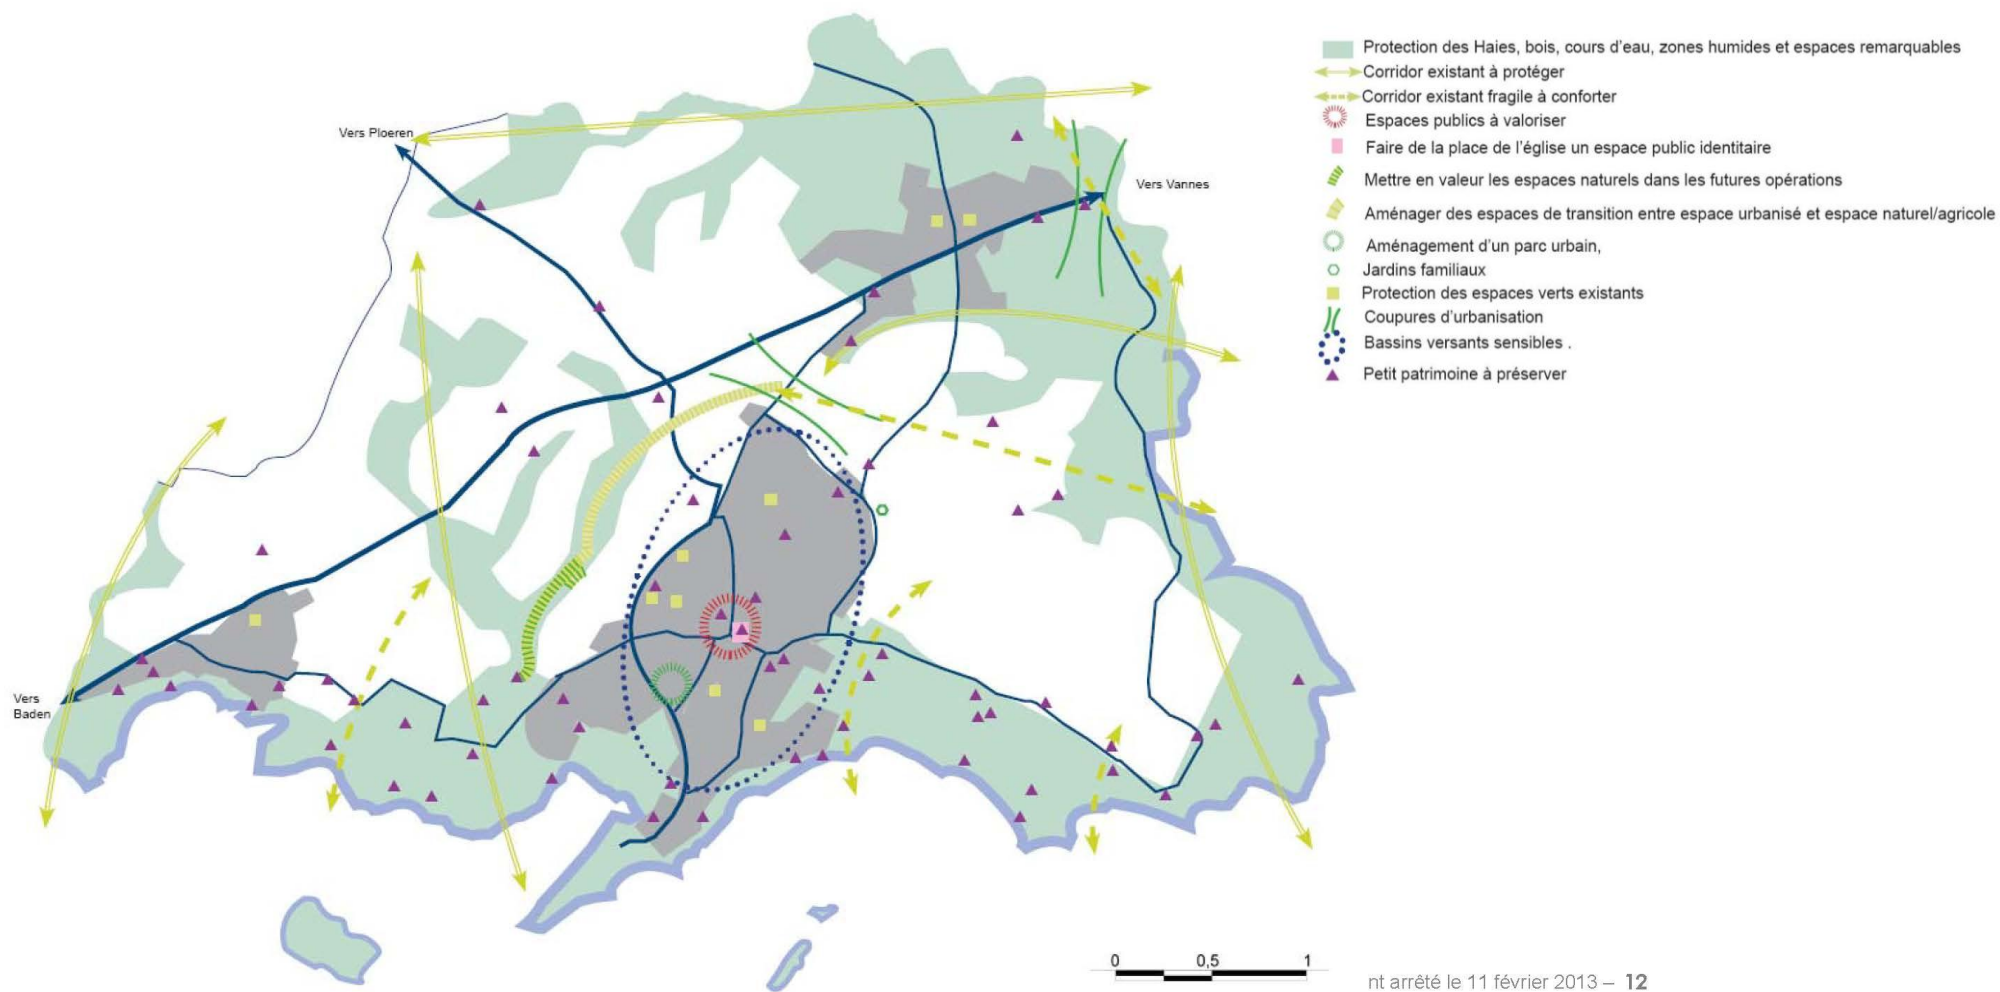 Vers Ploeren
Vers Vannes
Vers
Baden
Protection des Haies, bois, cours d'eau, zones humides et espaces remarquables
Corridor existant à protéger
Corridor existant fragile à conforter
Espaces publics à valoriser
Faire de la place de l'église un espace public identitaire
Mettre en valeur les espaces naturels dans les futures opérations
Aménager des espaces de transition entre espace urbanisé et espace naturel/agricole
Aménagement d'un parc urbain,
Jardins familiaux
Protection des espaces verts existants
Coupures d'urbanisation
Bassins versants sensibles .
Petit patrimoine à préserver
0 0,5 1
nt arrêté le 11 février 2013 – 12